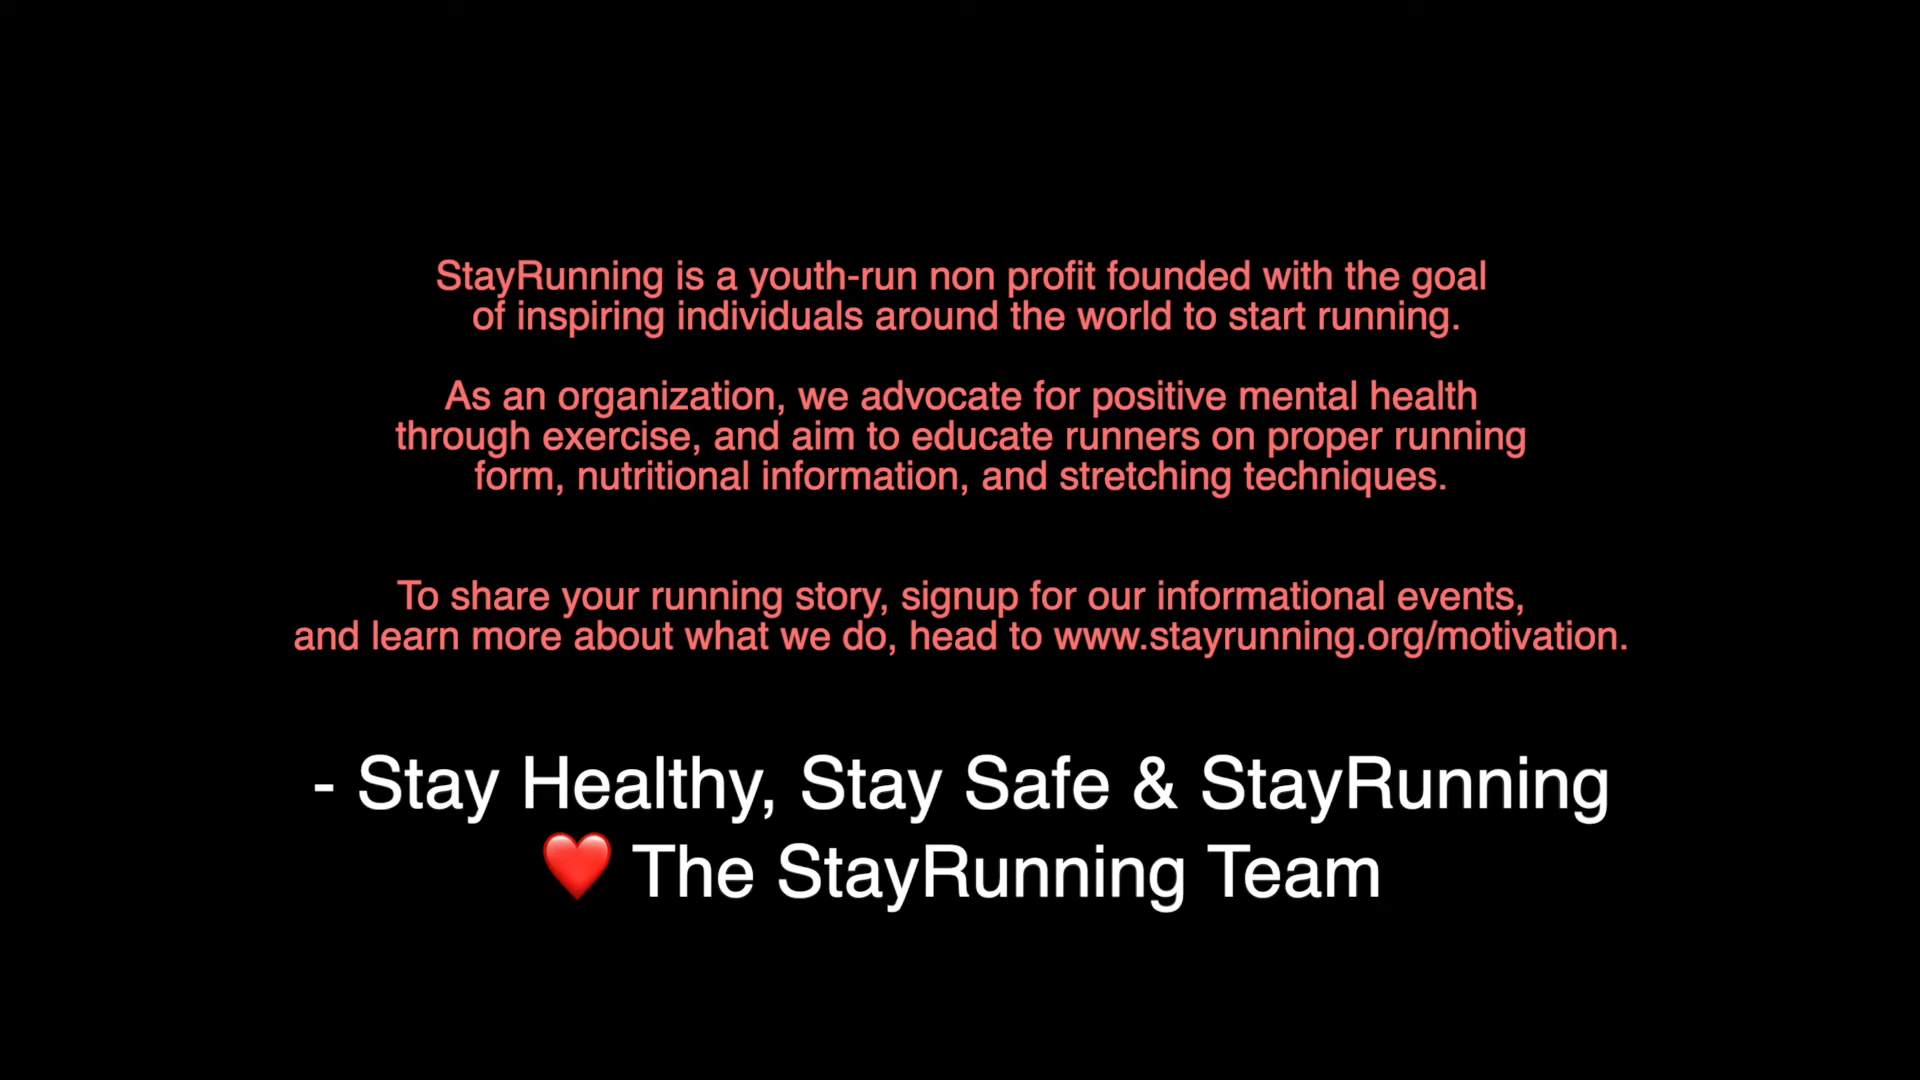 StayRunning is a youth-run non profit founded with the goal
of inspiring individuals around the world to start running.
As an organization, we advocate for positive mental health
through exercise, and aim to educate runners on proper running
form, nutritional information, and stretching techniques.
To share your running story, signup for our informational events,
and learn more about what we do, head to www.stayrunning.org/motivation.
- Stay Healthy, Stay Safe & StayRunning
❤️ The StayRunning Team